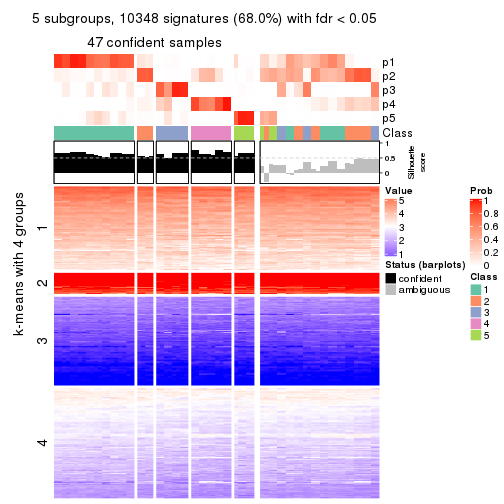 5 subgroups, 10348 signatures (68.0%) with fdr < 0.05
47 confident samples
p1
p2
p3
p4
p5
Class
1
0.5
0
Silhouette
score
k-means with 4 groups
1
2
3
4
Value
5
4
3
2
1
Status (barplots)
confident
ambiguous
Prob
1
0.8
0.6
0.4
0.2
0
Class
1
2
3
4
5